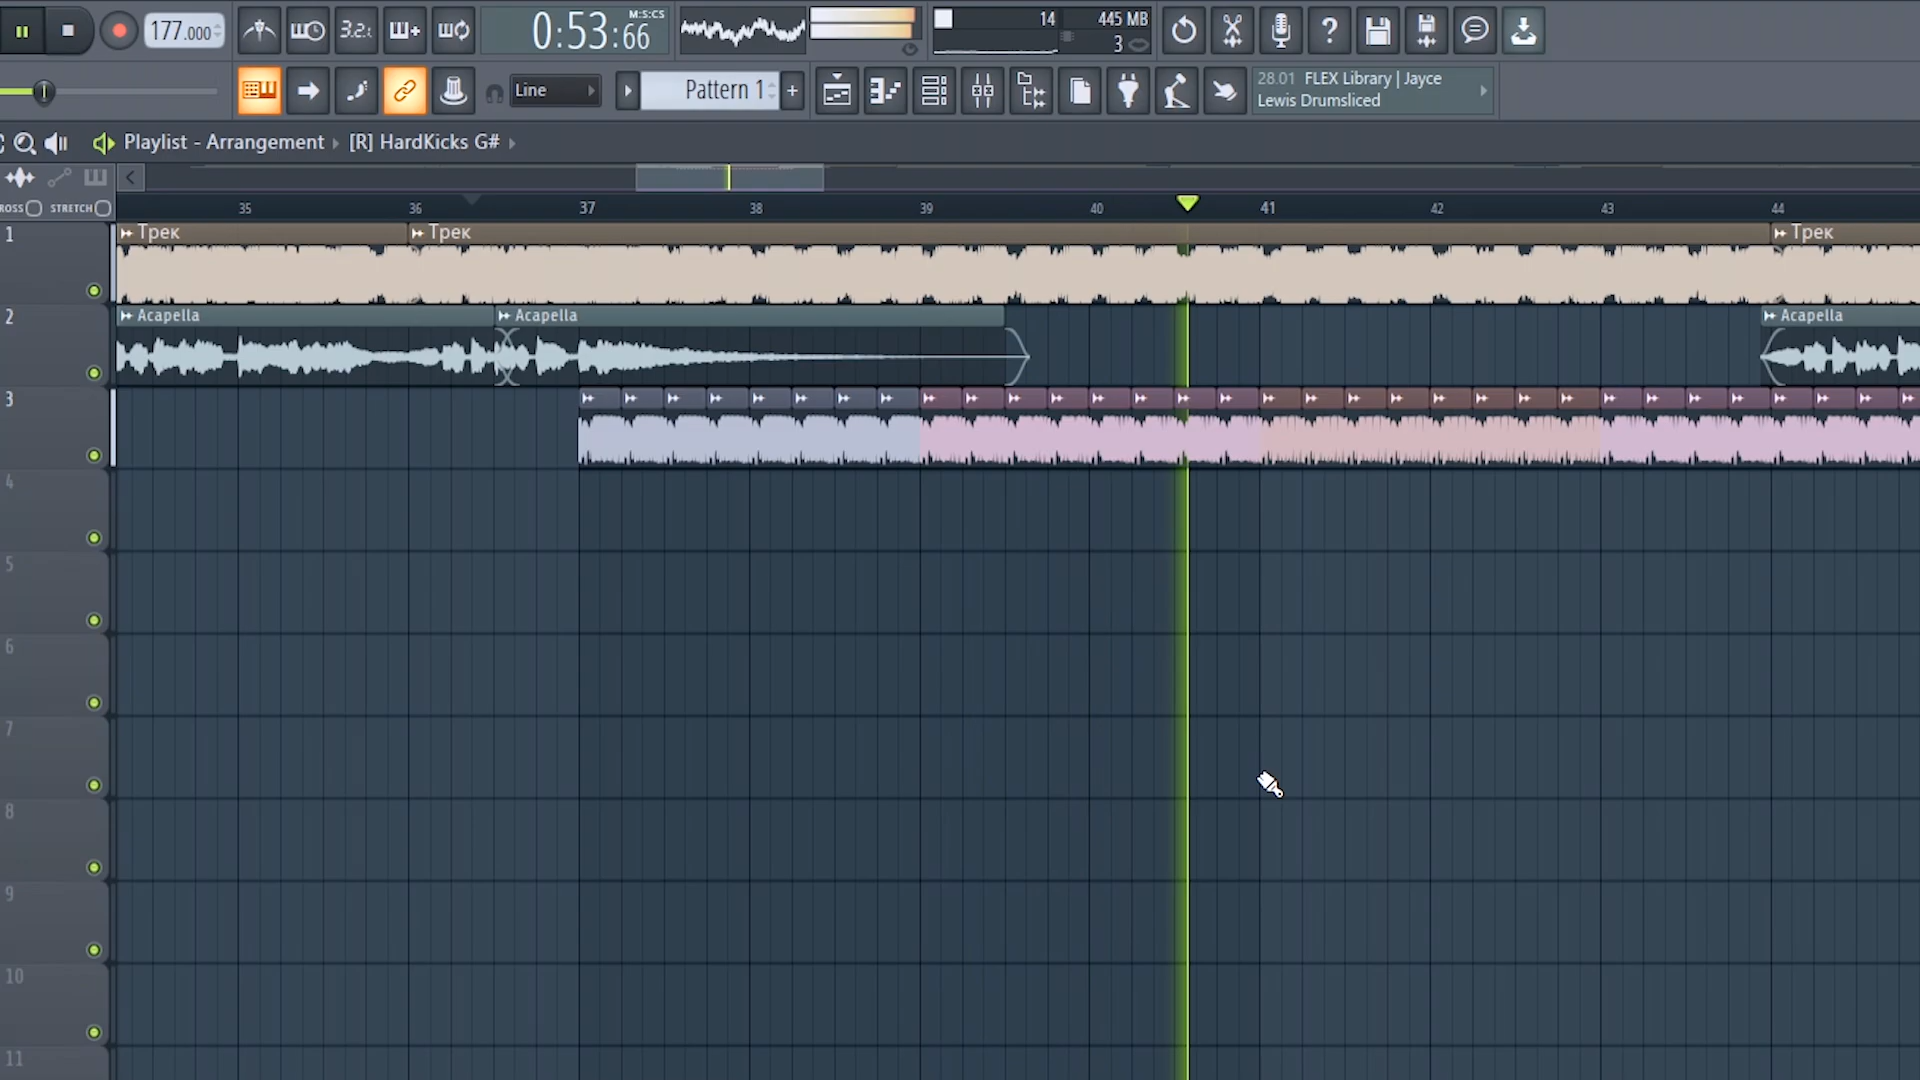 177.000
3.2.
0:53:66
M:S:CS
14
445 MB
3
Line
Pattern 1
+
28.01 FLEX Library | Jayce
Lewis Drumsliced
Playlist - Arrangement ▸ [R] HardKicks G# ▸
ROSS STRETCH
35 36 37 38 39 40 41 42 43 44
1
Трек
Трек
Трек
2
Acapella
Acapella
Acapella
3
4
5
6
7
8
9
10
11